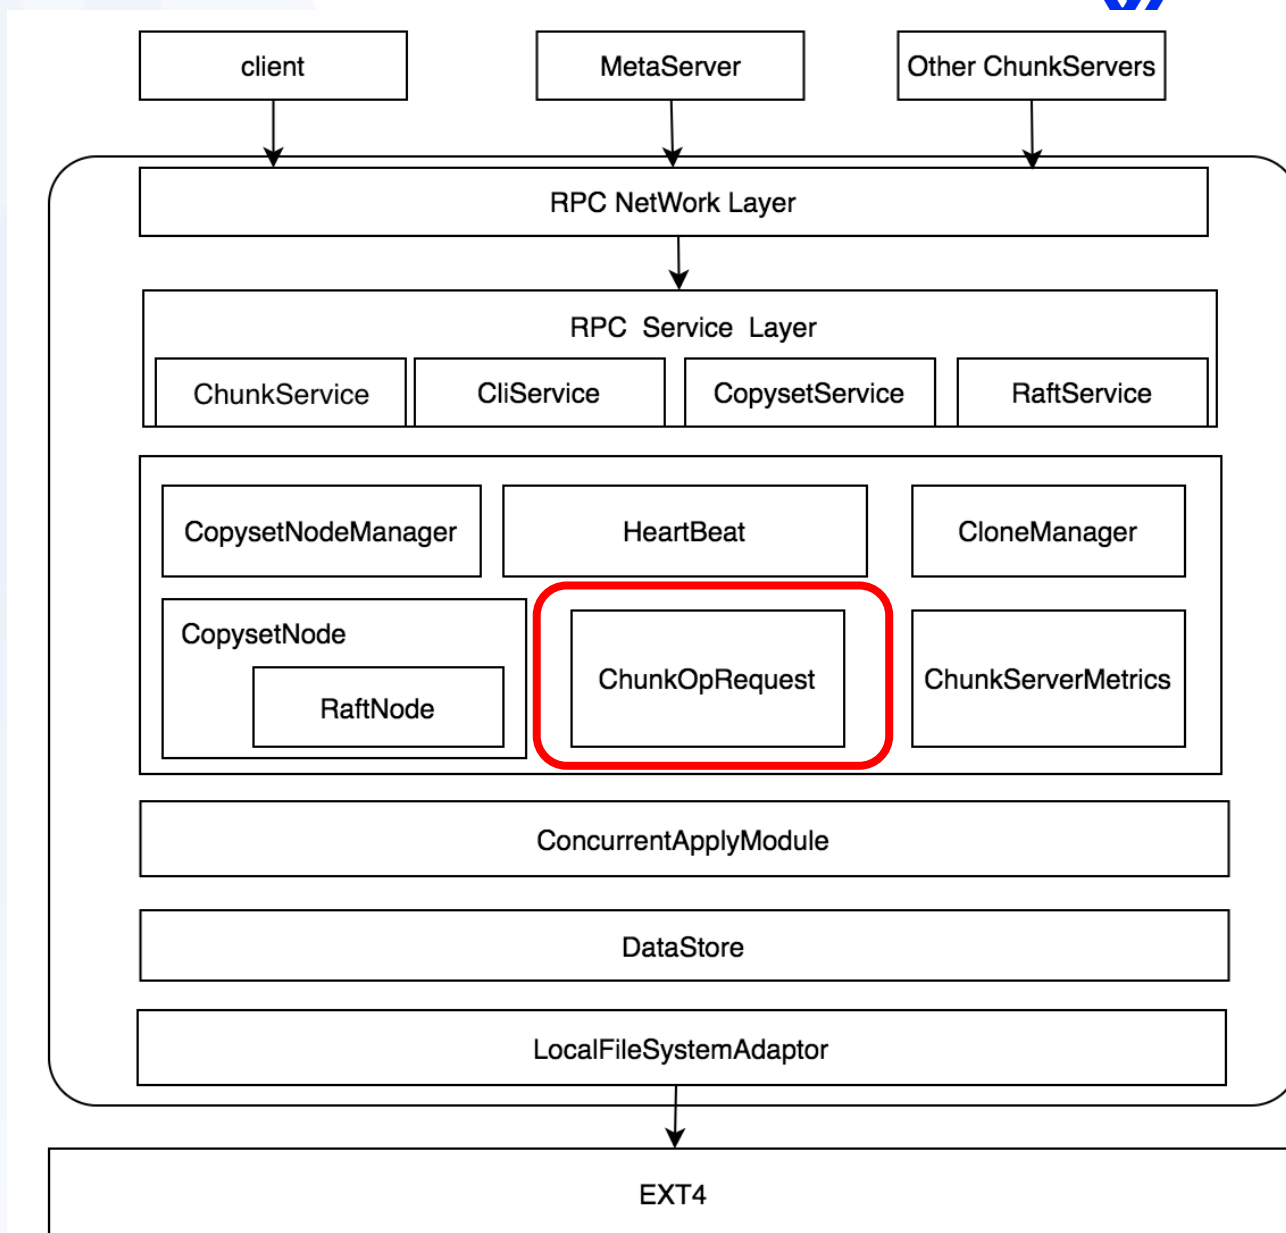 client
MetaServer
Other ChunkServers
RPC NetWork Layer
RPC Service Layer
ChunkService
CliService
CopysetService
RaftService
CopysetNodeManager
HeartBeat
CloneManager
CopysetNode
RaftNode
ChunkOpRequest
ChunkServerMetrics
ConcurrentApplyModule
DataStore
LocalFileSystemAdaptor
EXT4